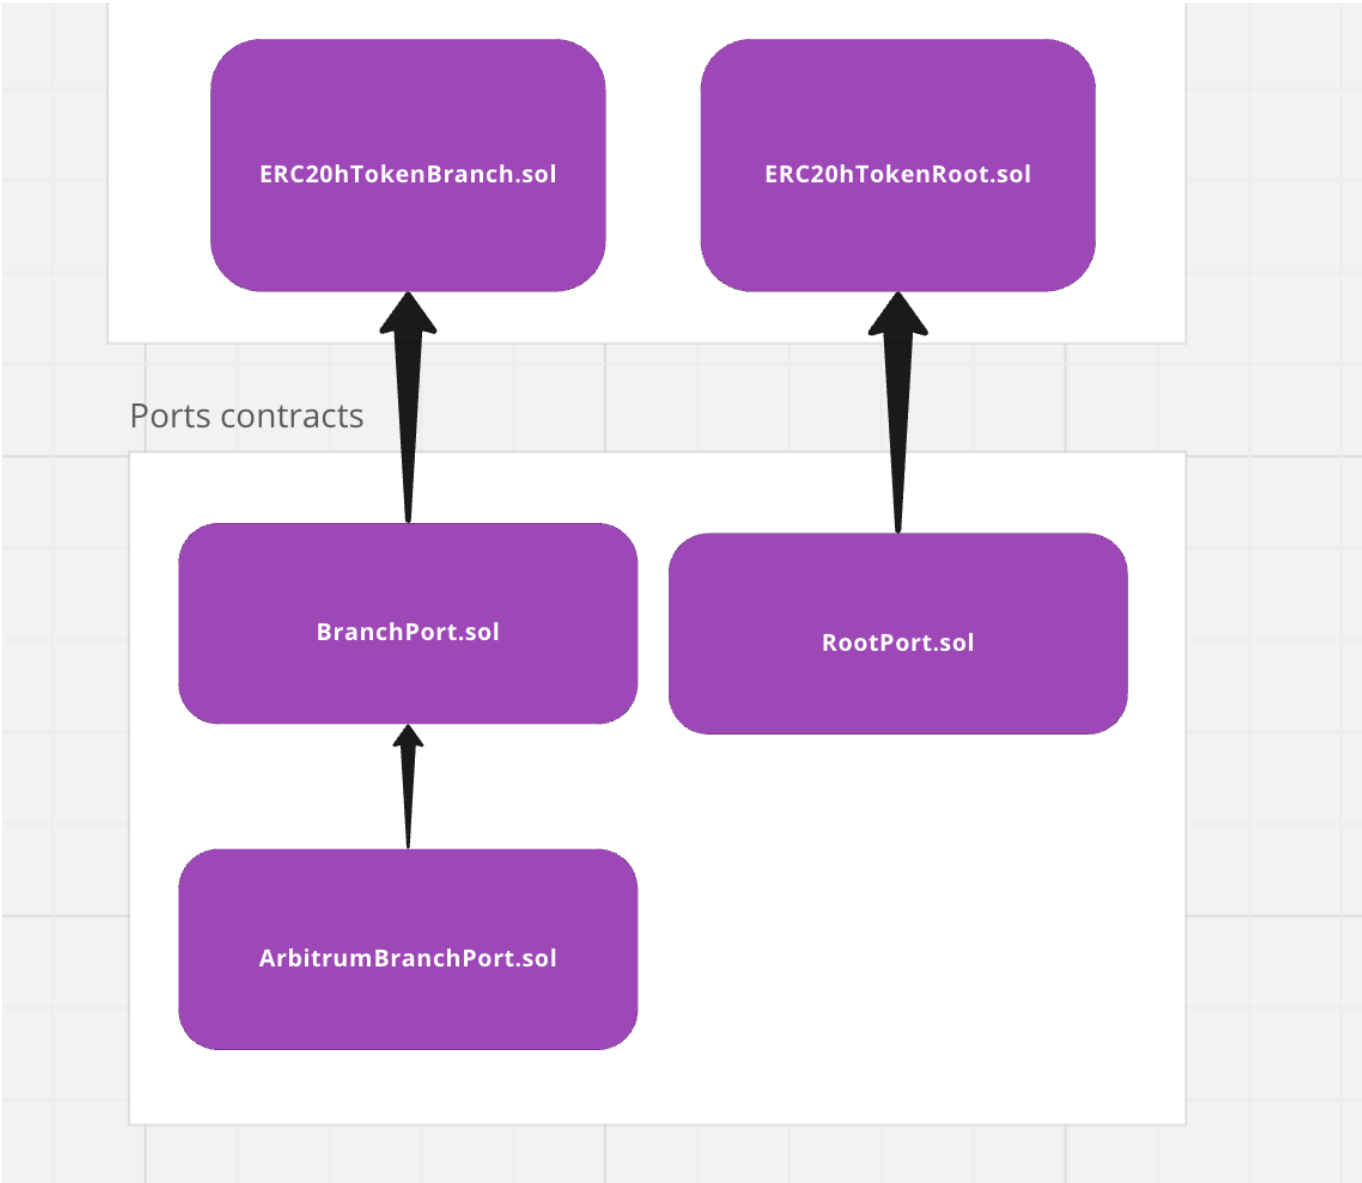 ERC20hTokenBranch.sol
ERC20hTokenRoot.sol
Ports contracts
BranchPort.sol
RootPort.sol
ArbitrumBranchPort.sol